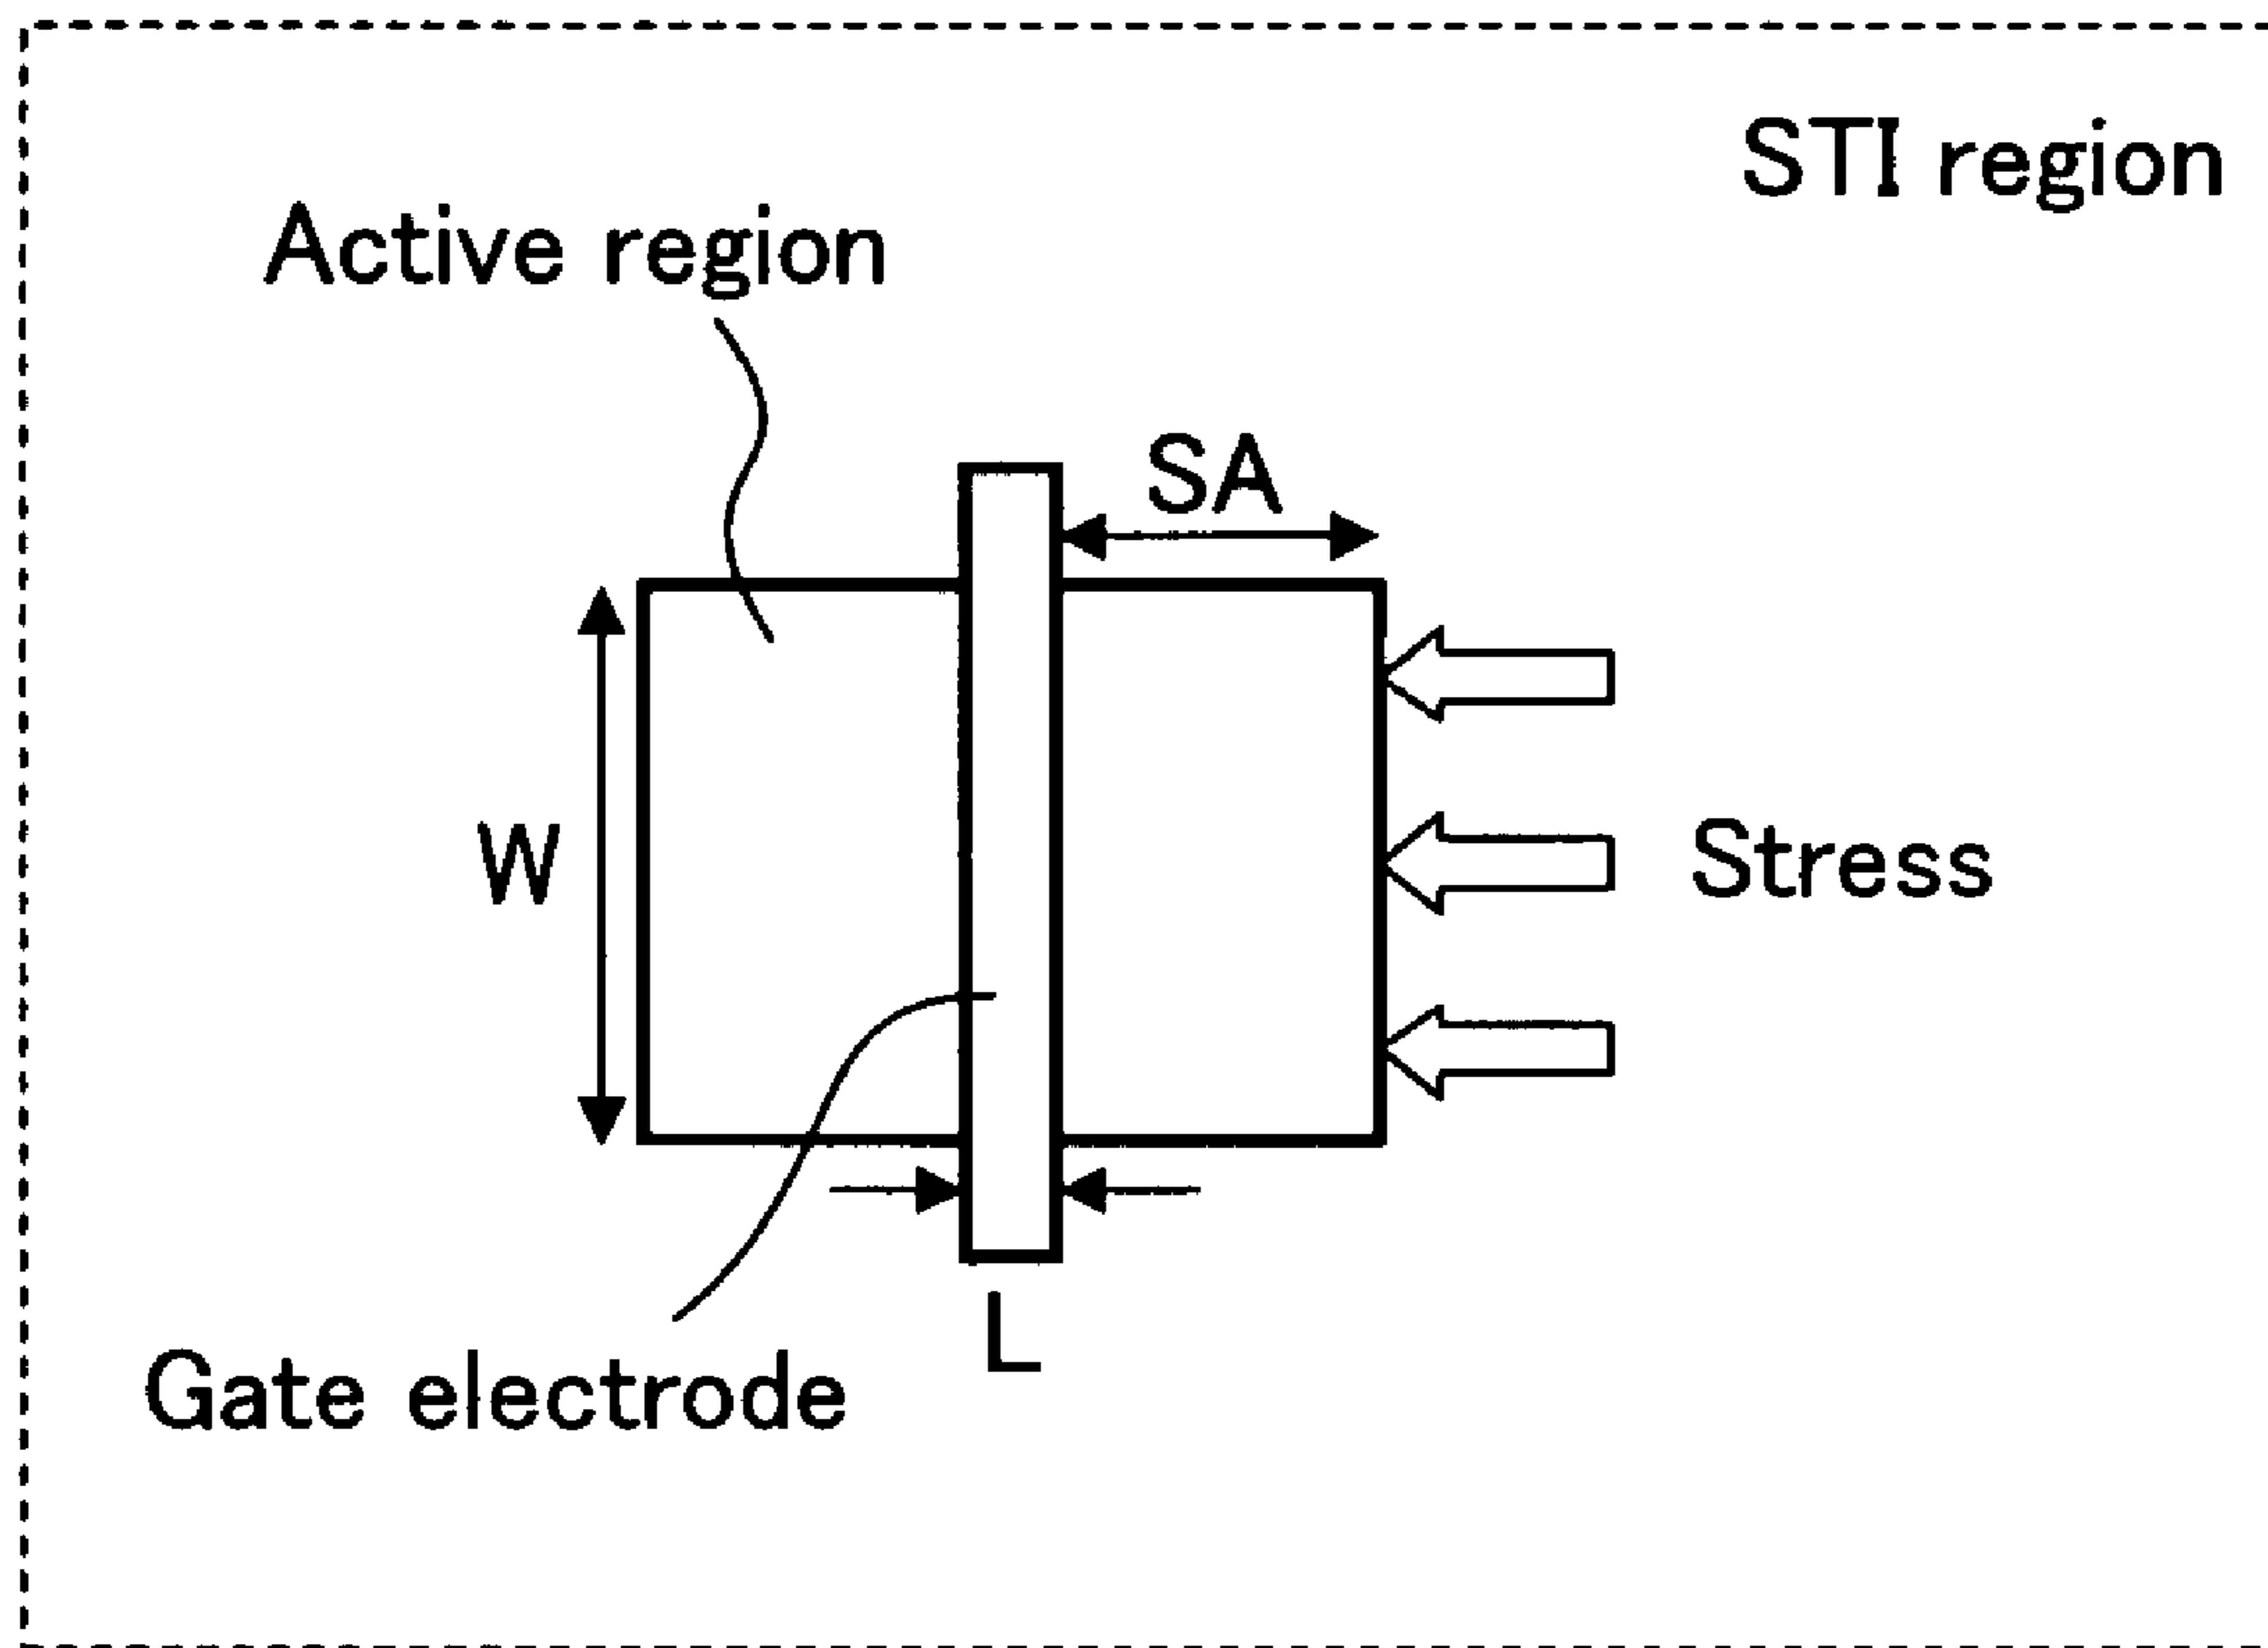 STI region
Active region
SA
W
Stress
L
Gate electrode